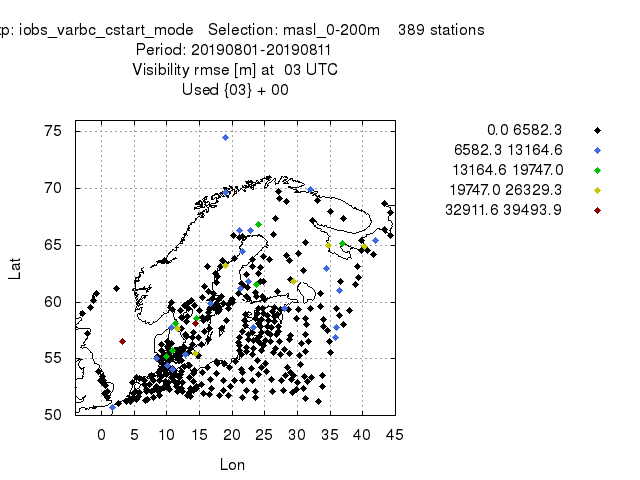 p: iobs_varbc_cstart_mode Selection: masl_0-200m 389 stations
Period: 20190801-20190811
Visibility rmse [m] at 03 UTC
Used {03} + 00
0.0 6582.3
6582.3 13164.6
13164.6 19747.0
19747.0 26329.3
32911.6 39493.9
75
70
65
60
55
50
Lat
0 5 10 15 20 25 30 35 40 45
Lon